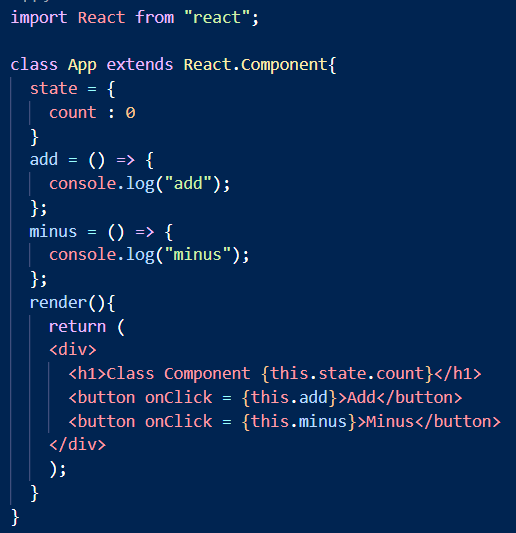 import React from "react";
class App extends React.Component{
state = {
count : 0
}
add = () => {
console.log("add");
};
minus = () => {
console.log("minus");
};
render(){
return (
<div>
<h1>Class Component {this.state.count}</h1>
<button onClick = {this.add}>Add</button>
<button onClick = {this.minus}>Minus</button>
</div>
);
}
}